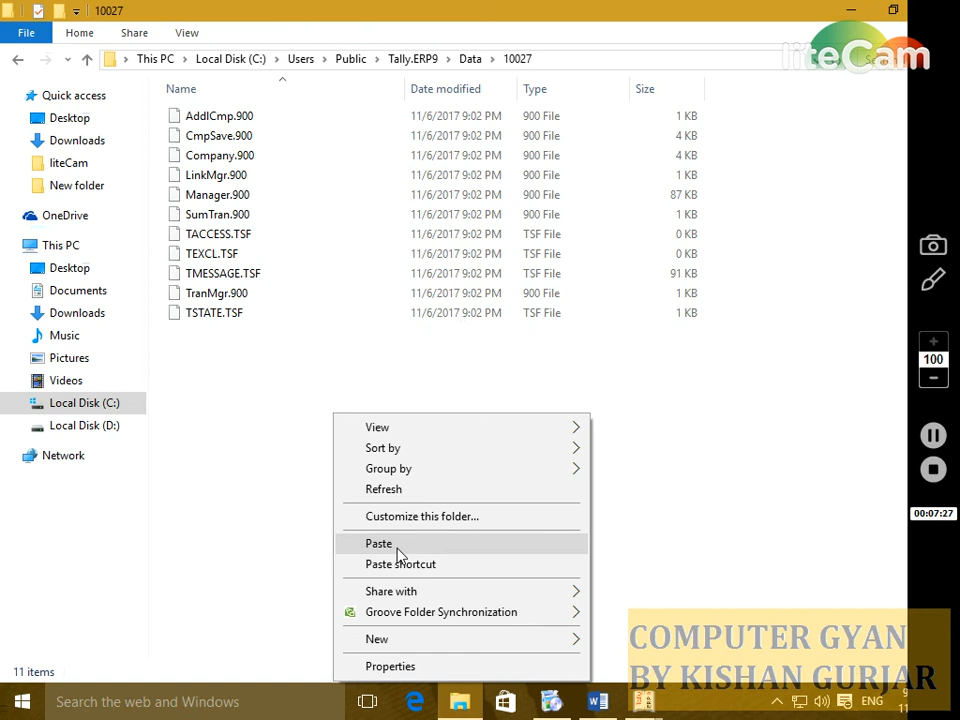 10027
File Home Share View
This PC Local Disk (C:) Users Public Tally.ERP9 Data 10027
liteCam
Name Date modified Type Size
Quick access
Desktop
Downloads
liteCam
New folder
OneDrive
This PC
Desktop
Documents
Downloads
Music
Pictures
Videos
Local Disk (C:)
Local Disk (D:)
Network
AddlCmp.900 11/6/2017 9:02 PM 900 File 1 KB
CmpSave.900 11/6/2017 9:02 PM 900 File 4 KB
Company.900 11/6/2017 9:02 PM 900 File 4 KB
LinkMgr.900 11/6/2017 9:02 PM 900 File 1 KB
Manager.900 11/6/2017 9:02 PM 900 File 87 KB
SumTran.900 11/6/2017 9:02 PM 900 File 1 KB
TACCESS.TSF 11/6/2017 9:02 PM TSF File 0 KB
TEXCL.TSF 11/6/2017 9:02 PM TSF File 0 KB
TMESSAGE.TSF 11/6/2017 9:02 PM TSF File 91 KB
TranMgr.900 11/6/2017 9:02 PM 900 File 1 KB
TSTATE.TSF 11/6/2017 9:02 PM TSF File 1 KB
View
Sort by
Group by
Refresh
Customize this folder...
Paste
Paste shortcut
Share with
Groove Folder Synchronization
New
Properties
100
00:07:27
COMPUTER GYAN
BY KISHAN GURJAR
11 items
Search the web and Windows
ENG